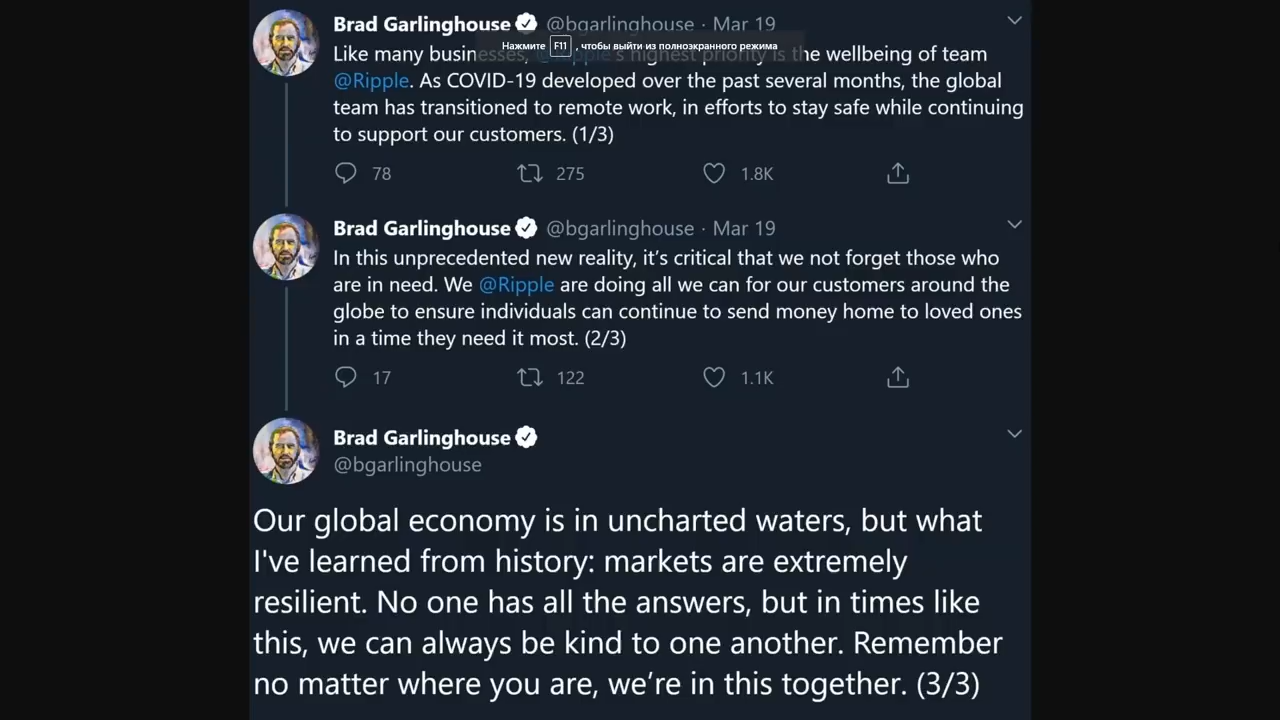 Brad Garlinghouse @bgarlinghouse · Mar 19
Нажмите F11 , чтобы выйти из полноэкранного режима
Like many businesses, @Ripple's highest priority is the wellbeing of team
@Ripple. As COVID-19 developed over the past several months, the global
team has transitioned to remote work, in efforts to stay safe while continuing
to support our customers. (1/3)
78 275 1.8K
Brad Garlinghouse @bgarlinghouse · Mar 19
In this unprecedented new reality, it’s critical that we not forget those who
are in need. We @Ripple are doing all we can for our customers around the
globe to ensure individuals can continue to send money home to loved ones
in a time they need it most. (2/3)
17 122 1.1K
Brad Garlinghouse
@bgarlinghouse
Our global economy is in uncharted waters, but what
I've learned from history: markets are extremely
resilient. No one has all the answers, but in times like
this, we can always be kind to one another. Remember
no matter where you are, we’re in this together. (3/3)